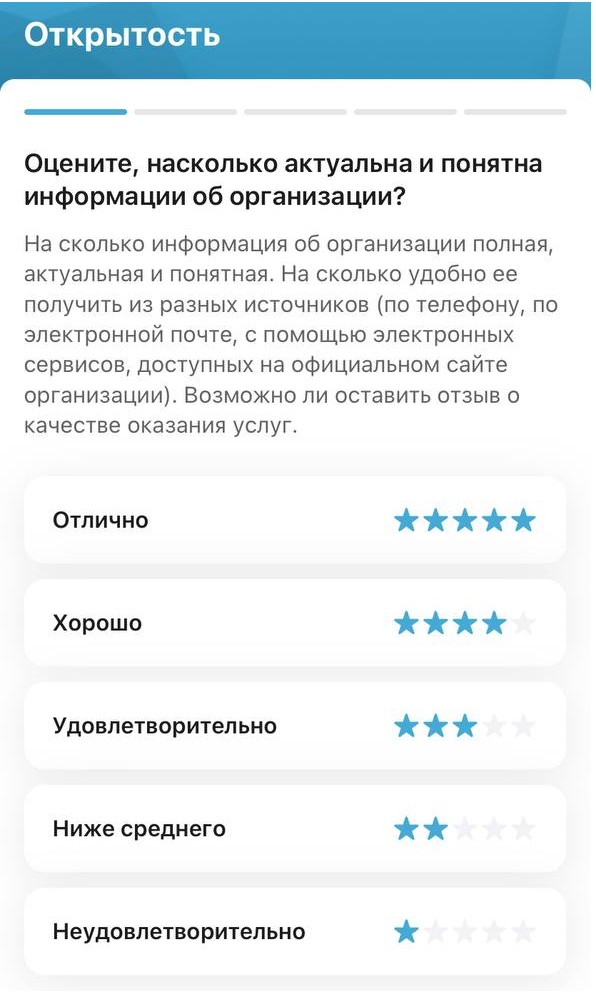 Открытость
Оцените, насколько актуальна и понятна
информации об организации?
На сколько информация об организации полная,
актуальная и понятная. На сколько удобно ее
получить из разных источников (по телефону, по
электронной почте, с помощью электронных
сервисов, доступных на официальном сайте
организации). Возможно ли оставить отзыв о
качестве оказания услуг.
Отлично
Хорошо
Удовлетворительно
Ниже среднего
Неудовлетворительно